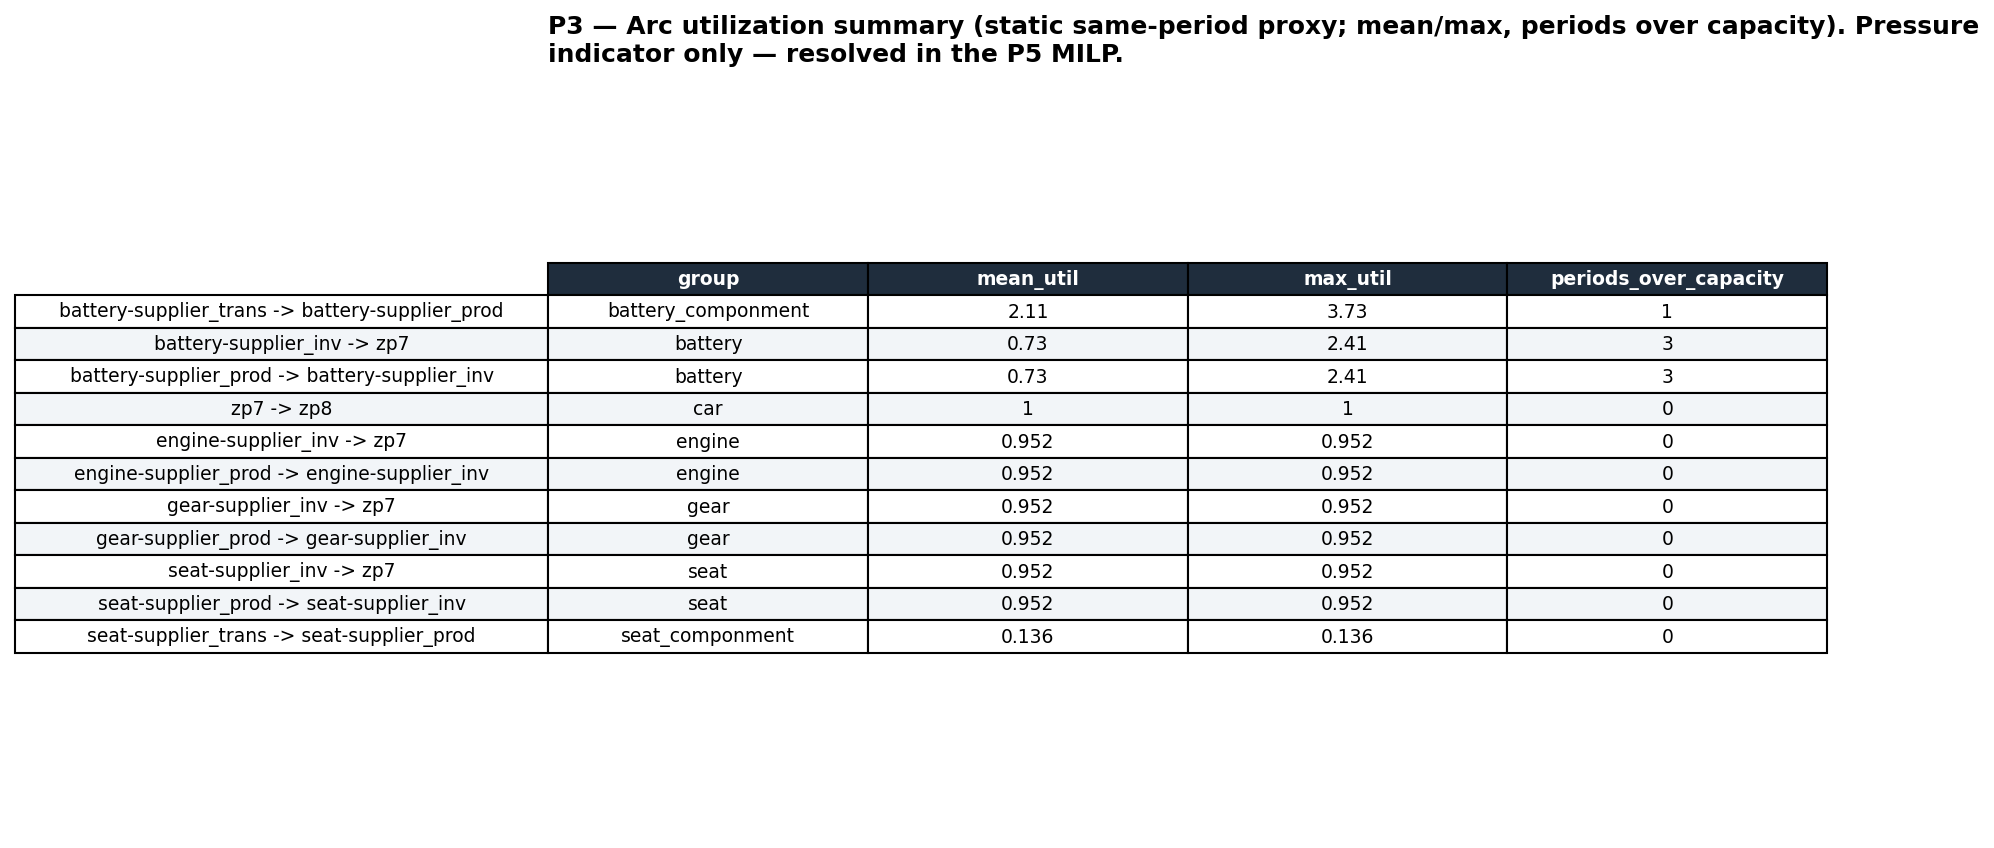 P3 — Arc utilization summary (static same-period proxy; mean/max, periods over capacity). Pressure
indicator only — resolved in the P5 MILP.
group mean_util max_util periods_over_capacity
battery-supplier_trans -> battery-supplier_prod battery_componment 2.11 3.73 1
battery-supplier_inv -> zp7 battery 0.73 2.41 3
battery-supplier_prod -> battery-supplier_inv battery 0.73 2.41 3
zp7 -> zp8 car 1 1 0
engine-supplier_inv -> zp7 engine 0.952 0.952 0
engine-supplier_prod -> engine-supplier_inv engine 0.952 0.952 0
gear-supplier_inv -> zp7 gear 0.952 0.952 0
gear-supplier_prod -> gear-supplier_inv gear 0.952 0.952 0
seat-supplier_inv -> zp7 seat 0.952 0.952 0
seat-supplier_prod -> seat-supplier_inv seat 0.952 0.952 0
seat-supplier_trans -> seat-supplier_prod seat_componment 0.136 0.136 0